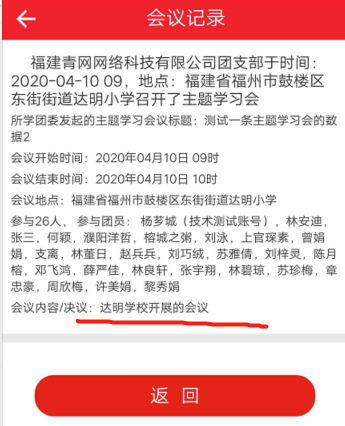 会议记录
福建青网网络科技有限公司团支部于时间：
2020-04-10 09，地点：福建省福州市鼓楼区
东街街道达明小学召开了主题学习会
所学团委发起的主题学习会议标题：测试一条主题学习会的数
据2
会议开始时间：2020年04月10日 09时
会议结束时间：2020年04月10日 10时
会议地点：福建省福州市鼓楼区东街街道达明小学
参与26人， 参与团员： 杨芗城（技术测试账号），林安迪，
张三，何颖，濮阳洋哲，榕城之粥，刘泳，上官琛素，曾娟
娟，支离，林董日，赵兵兵，刘巧绒，苏雅倩，刘梓灵，陈月
榕，邓飞鸿，薛严佳，林良轩，张宇翔，林碧琼，苏珍梅，章
忠豪，周欣梅，许美娟，黎秀娟
会议内容/决议：达明学校开展的会议
返 回